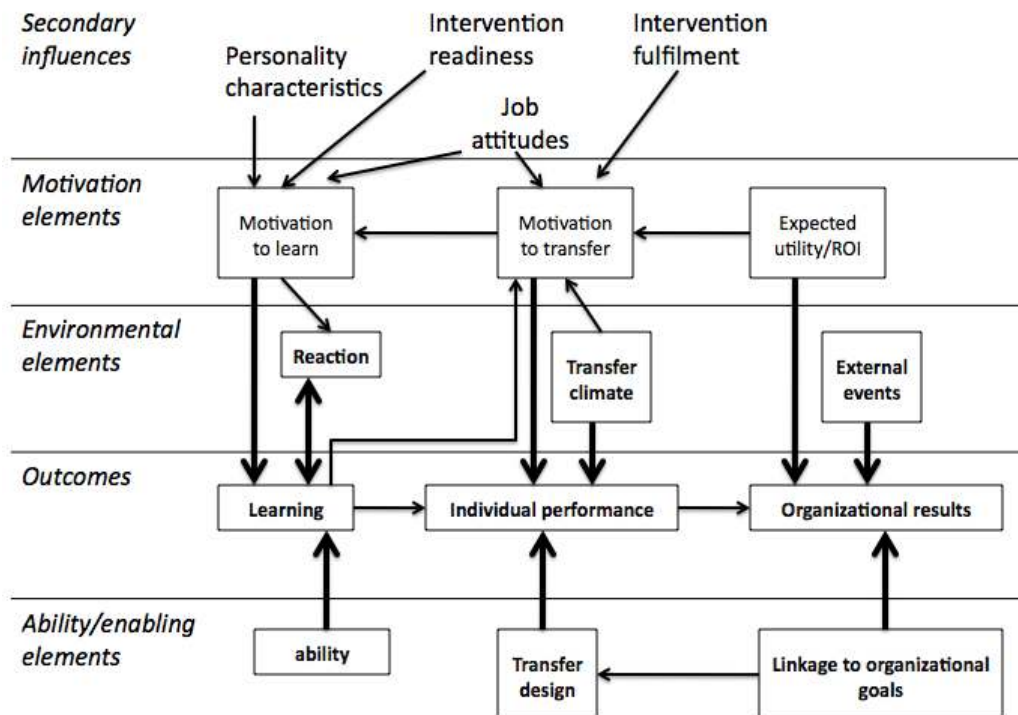 Secondary
influences
Personality
characteristics
Intervention
readiness
Job
attitudes
Intervention
fulfilment
Motivation
elements
Motivation
to learn
Motivation
to transfer
Expected
utility/ROI
Environmental
elements
Reaction
Transfer
climate
External
events
Outcomes
Learning
Individual performance
Organizational results
Ability/enabling
elements
ability
Transfer
design
Linkage to organizational
goals